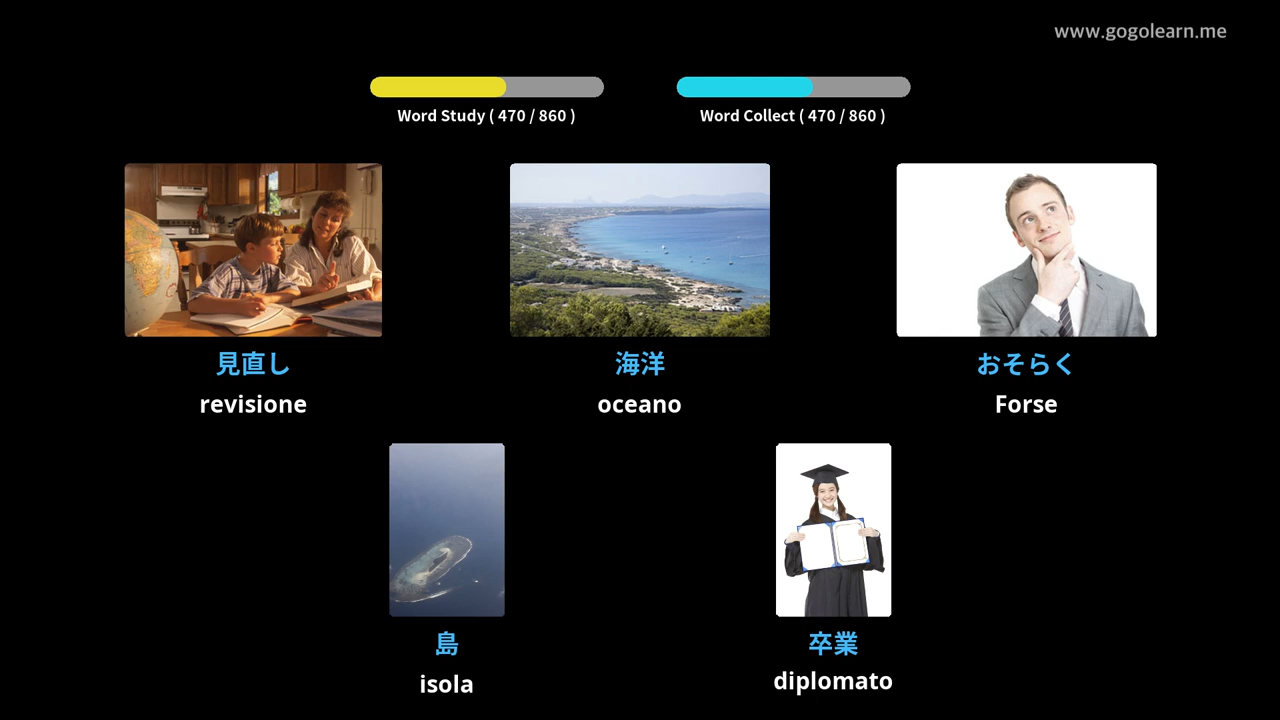 www.gogolearn.me
Word Study ( 470 / 860 )
Word Collect ( 470 / 860 )
見直し
revisione
海洋
oceano
おそらく
Forse
島
isola
卒業
diplomato